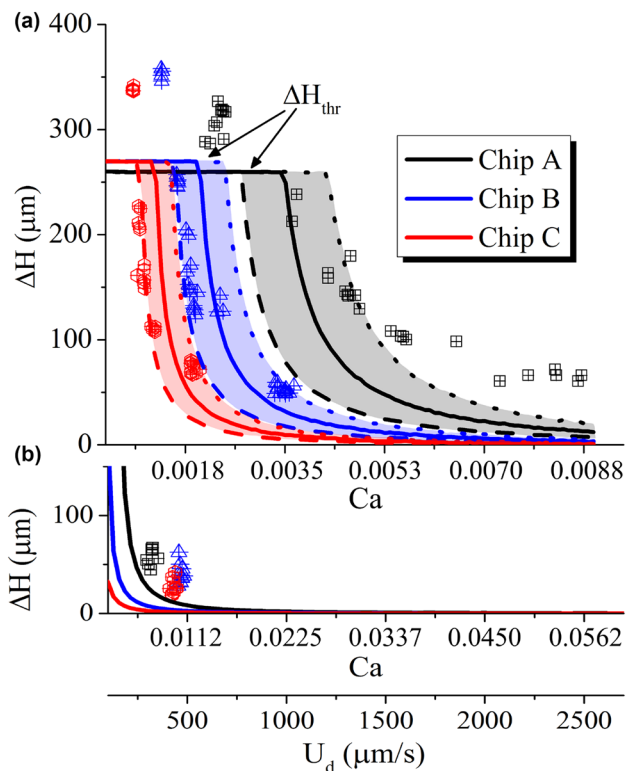 (a)
400
300
200
100
0
ΔH (μm)
ΔH_thr
Chip A
Chip B
Chip C
0.0018 0.0035 0.0053 0.0070 0.0088
Ca
(b)
100
0
ΔH (μm)
0.0112 0.0225 0.0337 0.0450 0.0562
Ca
500 1000 1500 2000 2500
U_d (μm/s)